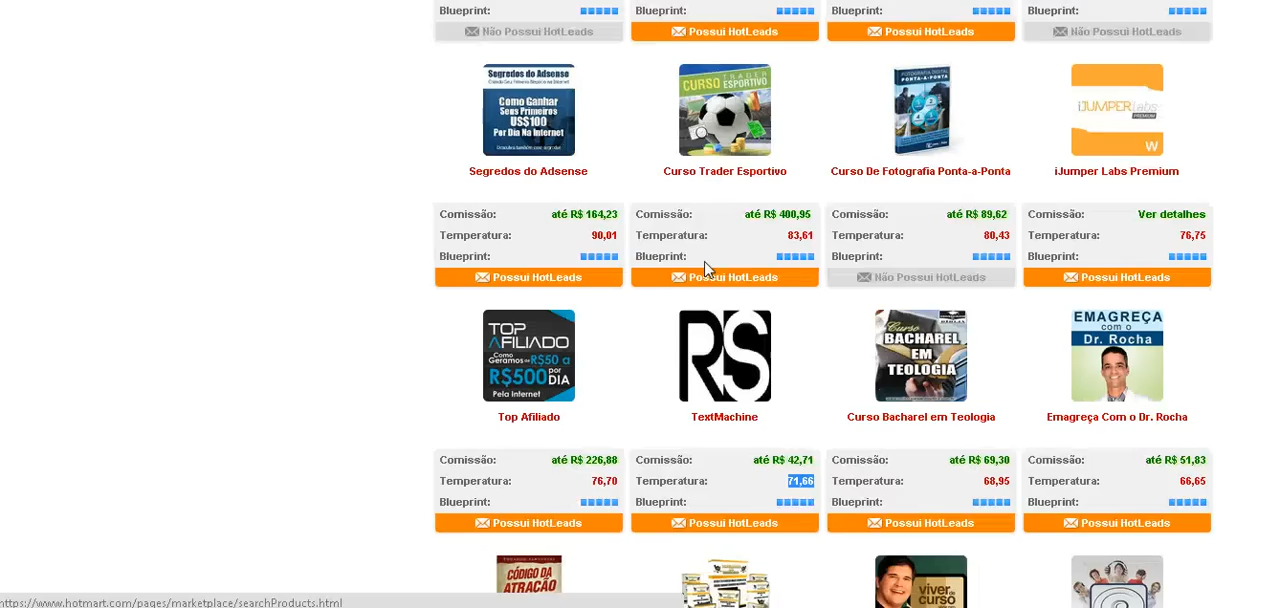 Blueprint: Blueprint: Blueprint: Blueprint:
Não Possui HotLeads Possui HotLeads Possui HotLeads Não Possui HotLeads
Segredos do Adsense
Como Ganhar
Seus Primeiros
US$100
Por Dia Na Internet
CURSO TRADER
ESPORTIVO
FOTOGRAFIA DIGITAL
PONTA-A-PONTA
iJUMPER Labs
PREMIUM
W
Segredos do Adsense Curso Trader Esportivo Curso De Fotografia Ponta-a-Ponta iJumper Labs Premium
Comissão: até R$ 164,23 Comissão: até R$ 400,95 Comissão: até R$ 89,62 Comissão: Ver detalhes
Temperatura: 90,01 Temperatura: 83,61 Temperatura: 80,43 Temperatura: 76,75
Blueprint: Blueprint: Blueprint: Blueprint:
Possui HotLeads Possui HotLeads Não Possui HotLeads Possui HotLeads
TOP
AFILIADO
Como
Geramos de R$50 a
R$500 por DIA
Pela Internet
RS
Curso
BACHAREL
EM
TEOLOGIA
EMAGREÇA
com o
Dr. Rocha
Top Afiliado TextMachine Curso Bacharel em Teologia Emagreça Com o Dr. Rocha
Comissão: até R$ 226,88 Comissão: até R$ 42,71 Comissão: até R$ 69,30 Comissão: até R$ 51,83
Temperatura: 76,70 Temperatura: 71,66 Temperatura: 68,95 Temperatura: 66,65
Blueprint: Blueprint: Blueprint: Blueprint:
Possui HotLeads Possui HotLeads Possui HotLeads Possui HotLeads
CÓDIGO DA
ATRAÇÃO
viver de
curso
https://www.hotmart.com/pages/marketplace/searchProducts.html